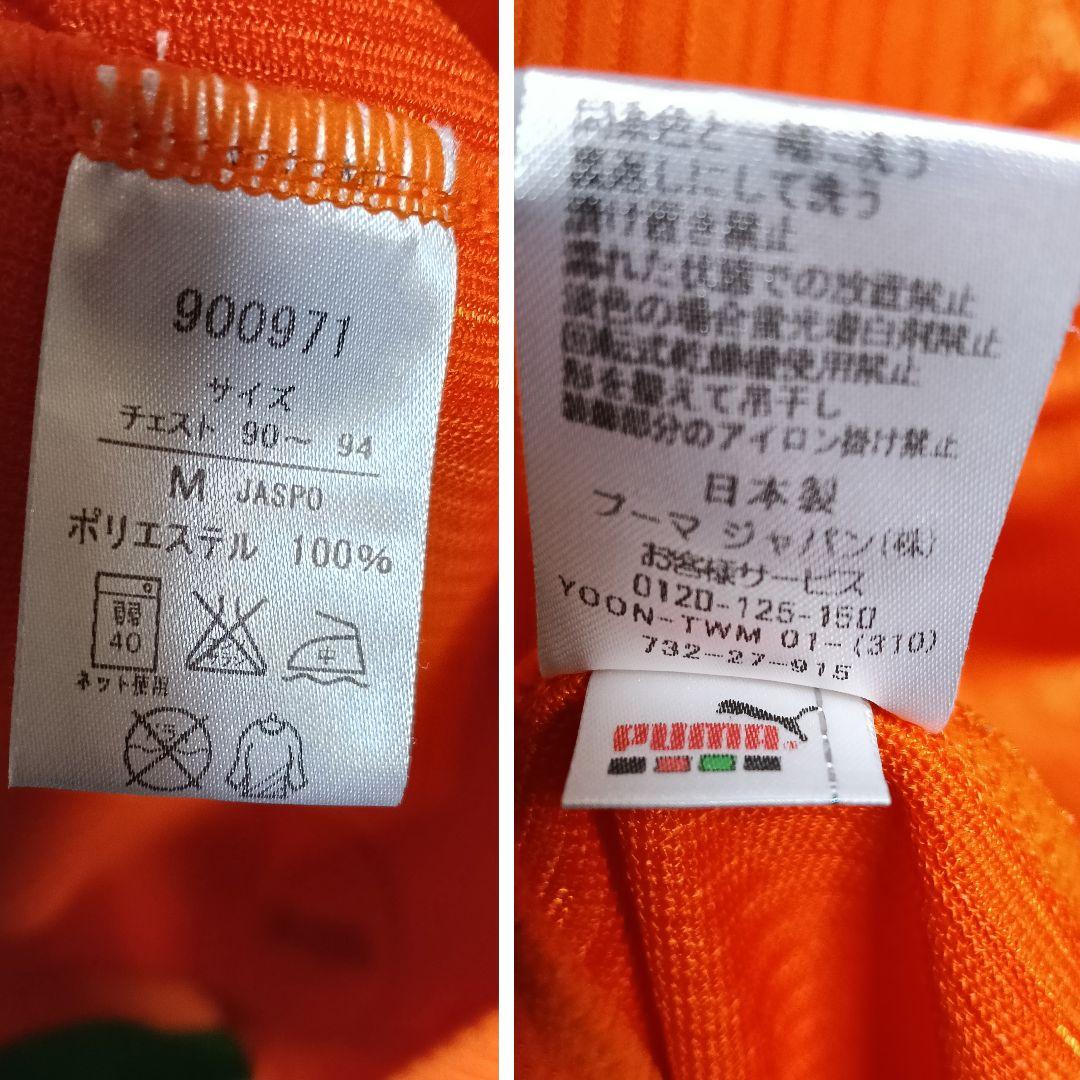 900971
サイズ
チェスト 90～ 94
M JASPO
ポリエステル 100%
弱
40
ネット使用
同系色と一緒に洗う
裏返しにして洗う
漬け置き禁止
濡れた状態での放置禁止
淡色の場合蛍光増白剤禁止
回転式乾燥機使用禁止
形を整えて吊干し
部分のアイロン掛け禁止
日本製
プーマ ジャパン(株)
お客様サービス
0120-125-150
YOON-TWM 01-(310)
732-27-915
PUMA